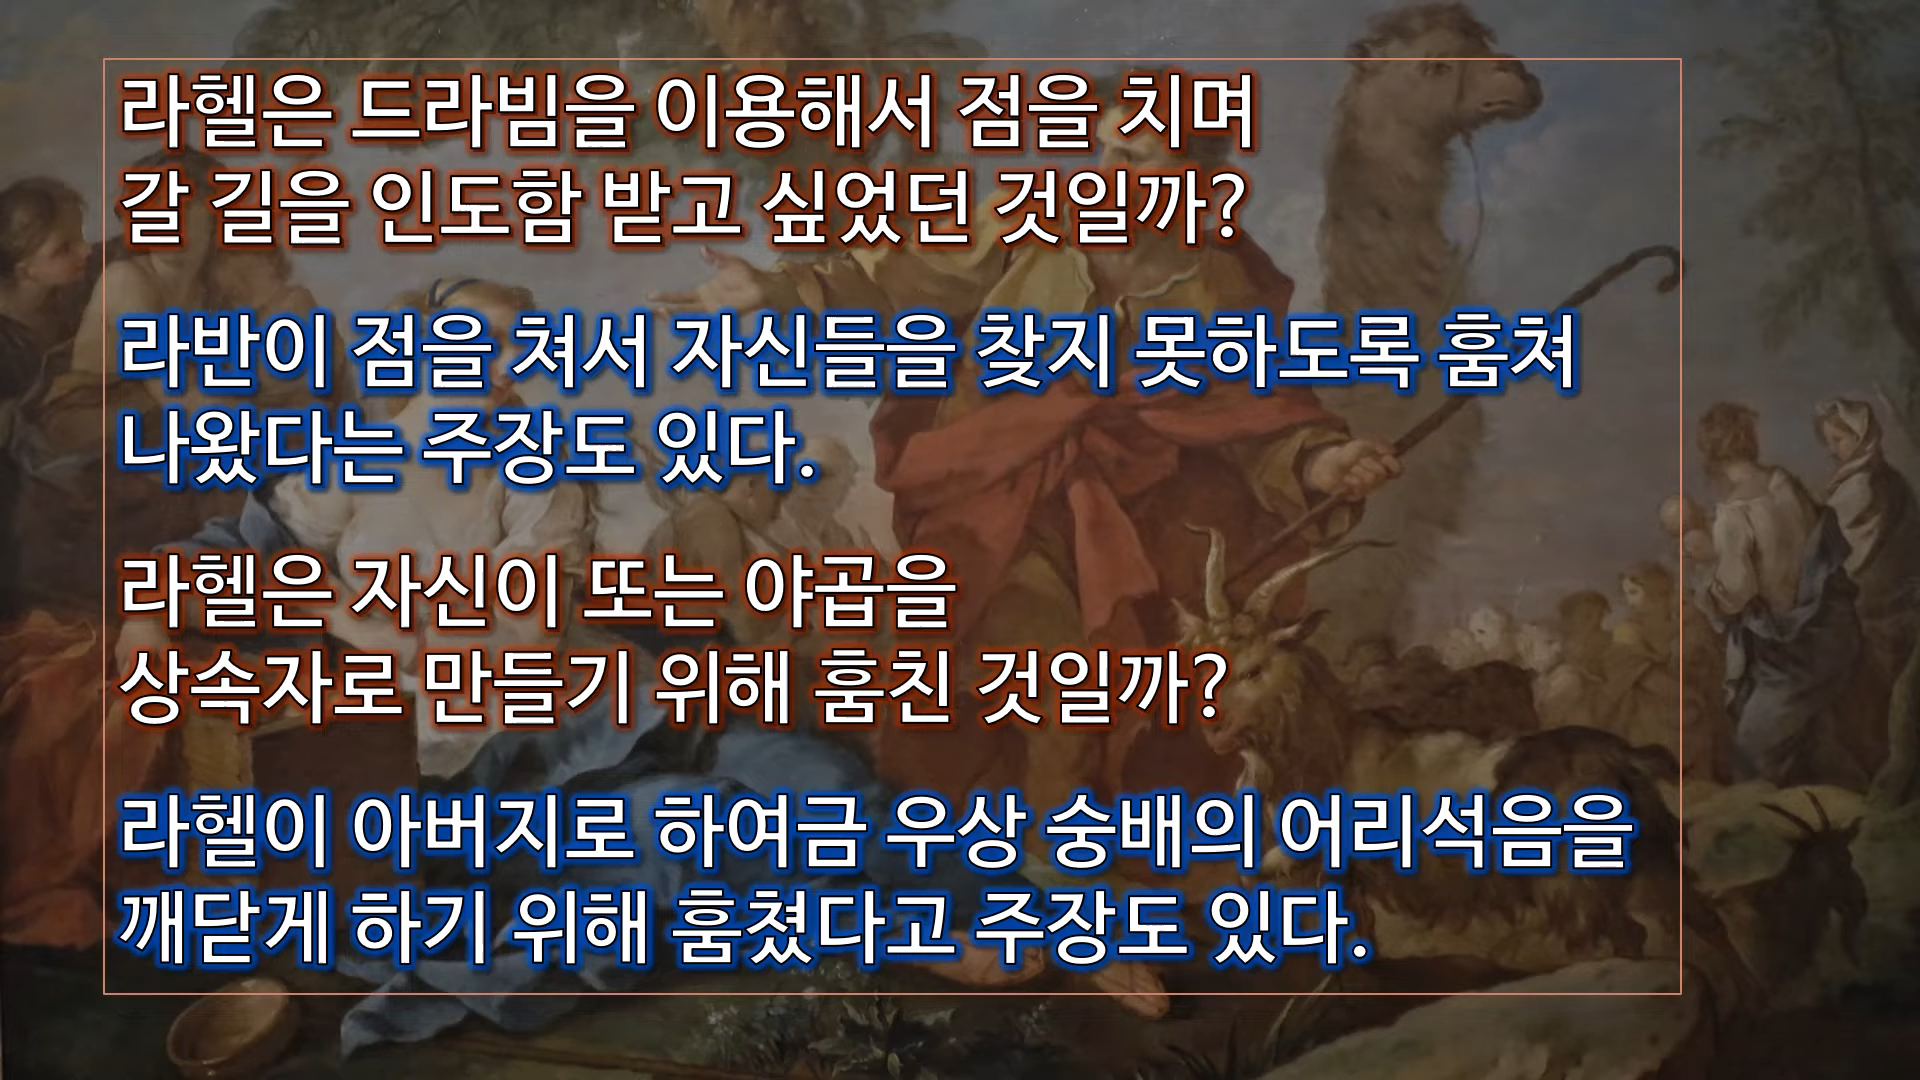 라헬은 드라빔을 이용해서 점을 치며
갈 길을 인도함 받고 싶었던 것일까?
라반이 점을 쳐서 자신들을 찾지 못하도록 훔쳐
나왔다는 주장도 있다.
라헬은 자신이 또는 야곱을
상속자로 만들기 위해 훔친 것일까?
라헬이 아버지로 하여금 우상 숭배의 어리석음을
깨닫게 하기 위해 훔쳤다고 주장도 있다.